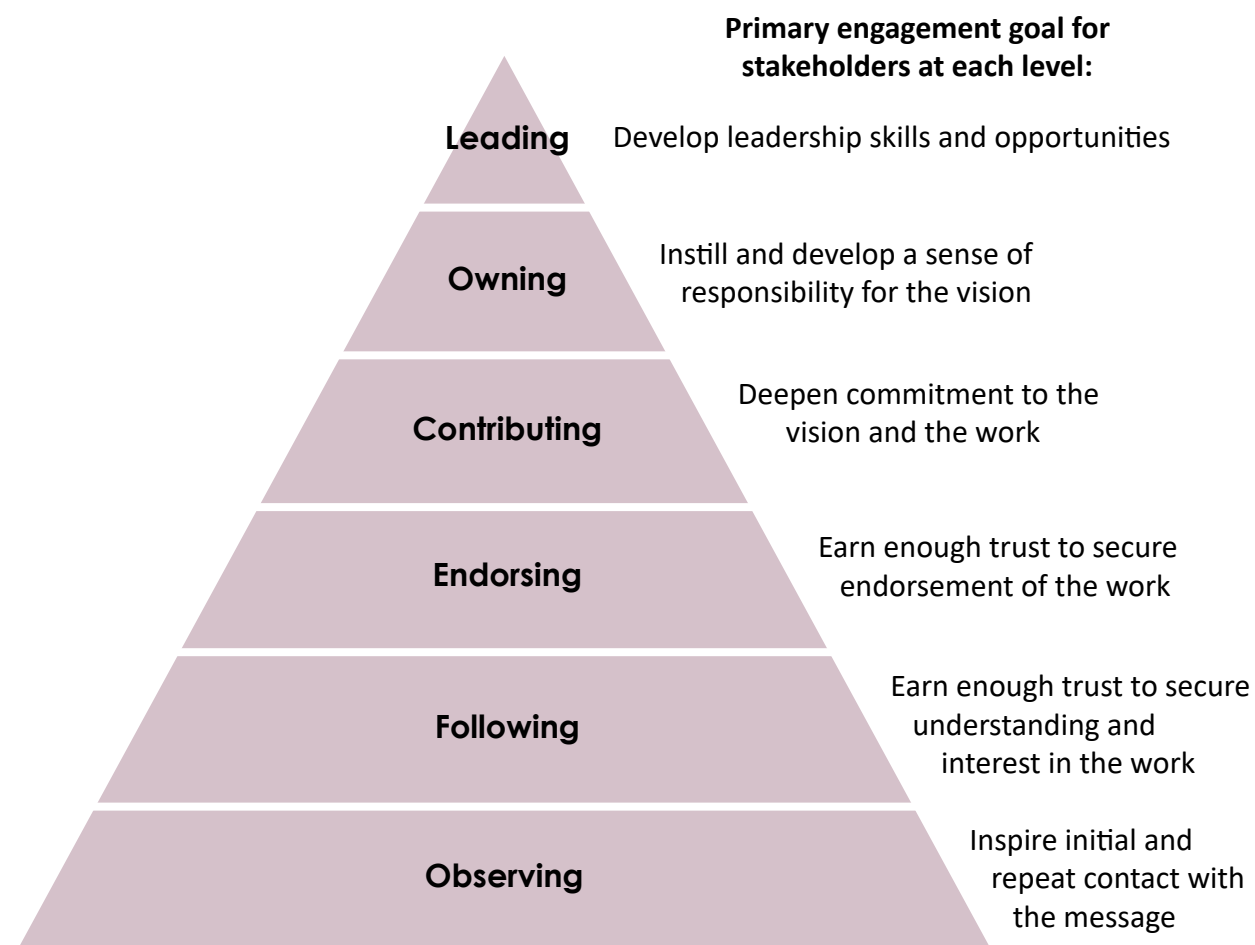 Primary engagement goal for
stakeholders at each level:
Leading
Develop leadership skills and opportunities
Owning
Instill and develop a sense of
responsibility for the vision
Contributing
Deepen commitment to the
vision and the work
Endorsing
Earn enough trust to secure
endorsement of the work
Following
Earn enough trust to secure
understanding and
interest in the work
Observing
Inspire initial and
repeat contact with
the message